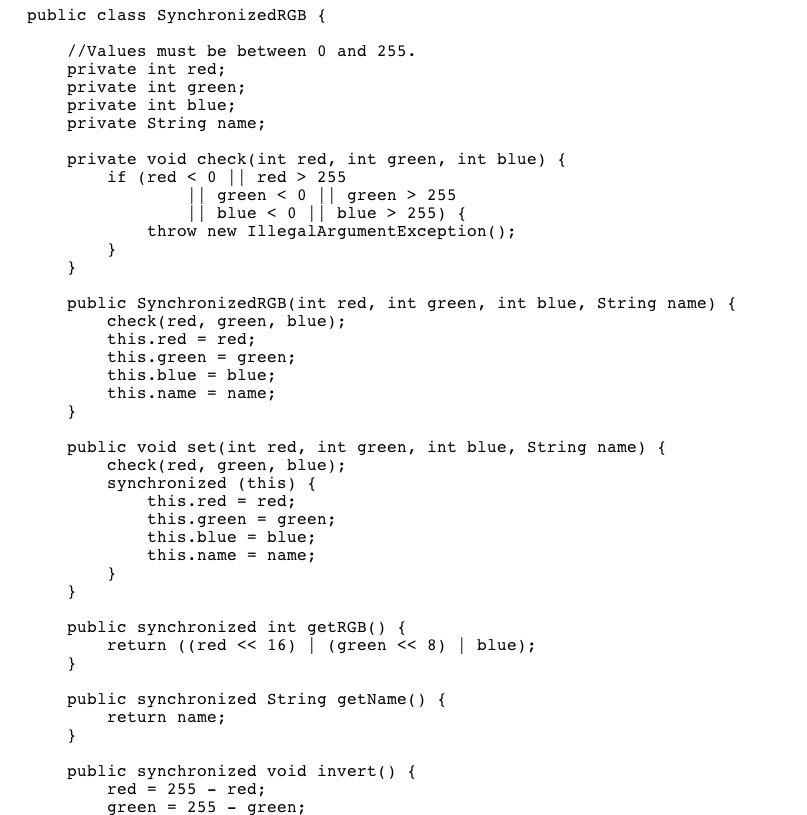 public class SynchronizedRGB {
//Values must be between 0 and 255.
private int red;
private int green;
private int blue;
private String name;
private void check(int red, int green, int blue) {
if (red < 0 || red > 255
|| green < 0 || green > 255
|| blue < 0 || blue > 255) {
throw new IllegalArgumentException();
}
}
public SynchronizedRGB(int red, int green, int blue, String name) {
check(red, green, blue);
this.red = red;
this.green = green;
this.blue = blue;
this.name = name;
}
public void set(int red, int green, int blue, String name) {
check(red, green, blue);
synchronized (this) {
this.red = red;
this.green = green;
this.blue = blue;
this.name = name;
}
}
public synchronized int getRGB() {
return ((red << 16) | (green << 8) | blue);
}
public synchronized String getName() {
return name;
}
public synchronized void invert() {
red = 255 - red;
green = 255 - green;